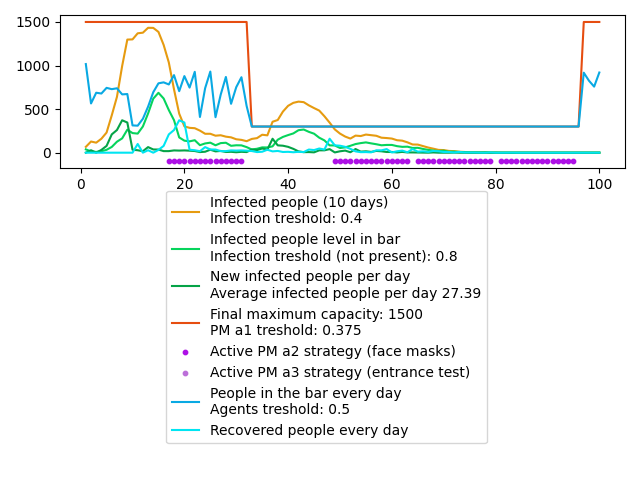 1500
1000
500
0
0 20 40 60 80 100
Infected people (10 days)
Infection treshold: 0.4
Infected people level in bar
Infection treshold (not present): 0.8
New infected people per day
Average infected people per day 27.39
Final maximum capacity: 1500
PM a1 treshold: 0.375
Active PM a2 strategy (face masks)
Active PM a3 strategy (entrance test)
People in the bar every day
Agents treshold: 0.5
Recovered people every day